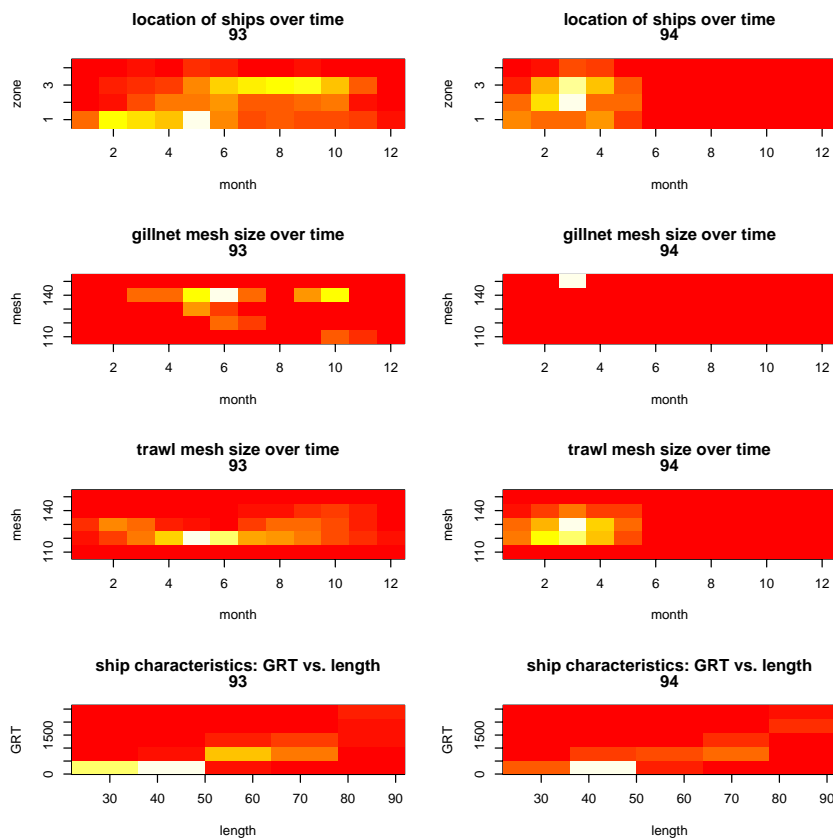 location of ships over time
93
zone
3
1
2 4 6 8 10 12
month
location of ships over time
94
zone
3
1
2 4 6 8 10 12
month
gillnet mesh size over time
93
mesh
140
110
2 4 6 8 10 12
month
gillnet mesh size over time
94
mesh
140
110
2 4 6 8 10 12
month
trawl mesh size over time
93
mesh
140
110
2 4 6 8 10 12
month
trawl mesh size over time
94
mesh
140
110
2 4 6 8 10 12
month
ship characteristics: GRT vs. length
93
GRT
1500
0
30 40 50 60 70 80 90
length
ship characteristics: GRT vs. length
94
GRT
1500
0
30 40 50 60 70 80 90
length